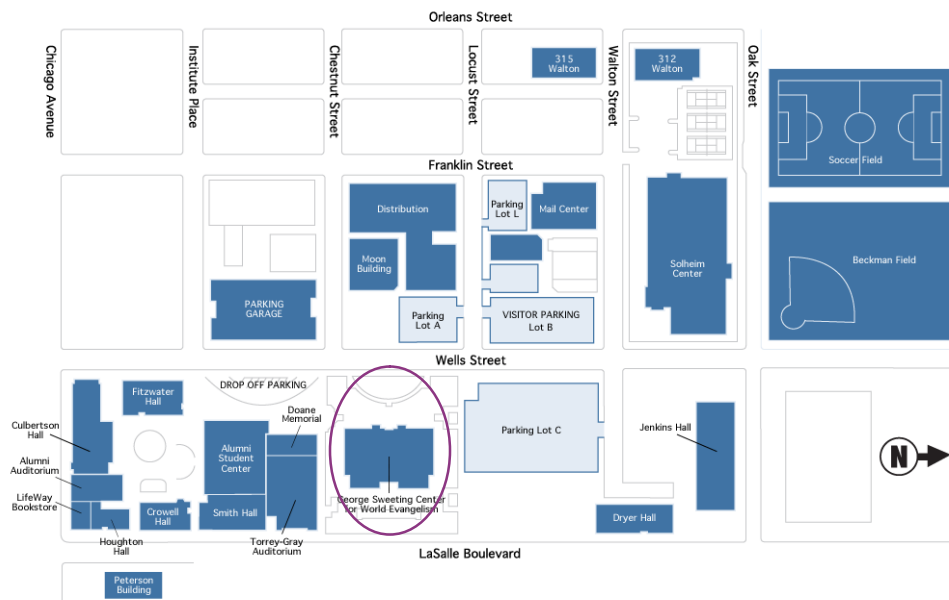 Orleans Street
Chicago Avenue
Institute Place
Chestnut Street
Locust Street
Walton Street
Oak Street
315
Walton
312
Walton
Soccer Field
Franklin Street
Distribution
Parking
Lot L
Mail Center
Moon
Building
Solheim
Center
Beckman Field
PARKING
GARAGE
Parking
Lot A
VISITOR PARKING
Lot B
Wells Street
DROP OFF PARKING
Fitzwater
Hall
Doane
Memorial
Culbertson
Hall
Alumni
Student
Center
Parking Lot C
Jenkins Hall
N
Alumni
Auditorium
LifeWay
Bookstore
George Sweeting Center
for World Evangelism
Crowell
Hall
Smith Hall
Dryer Hall
Houghton
Hall
Torrey-Gray
Auditorium
LaSalle Boulevard
Peterson
Building